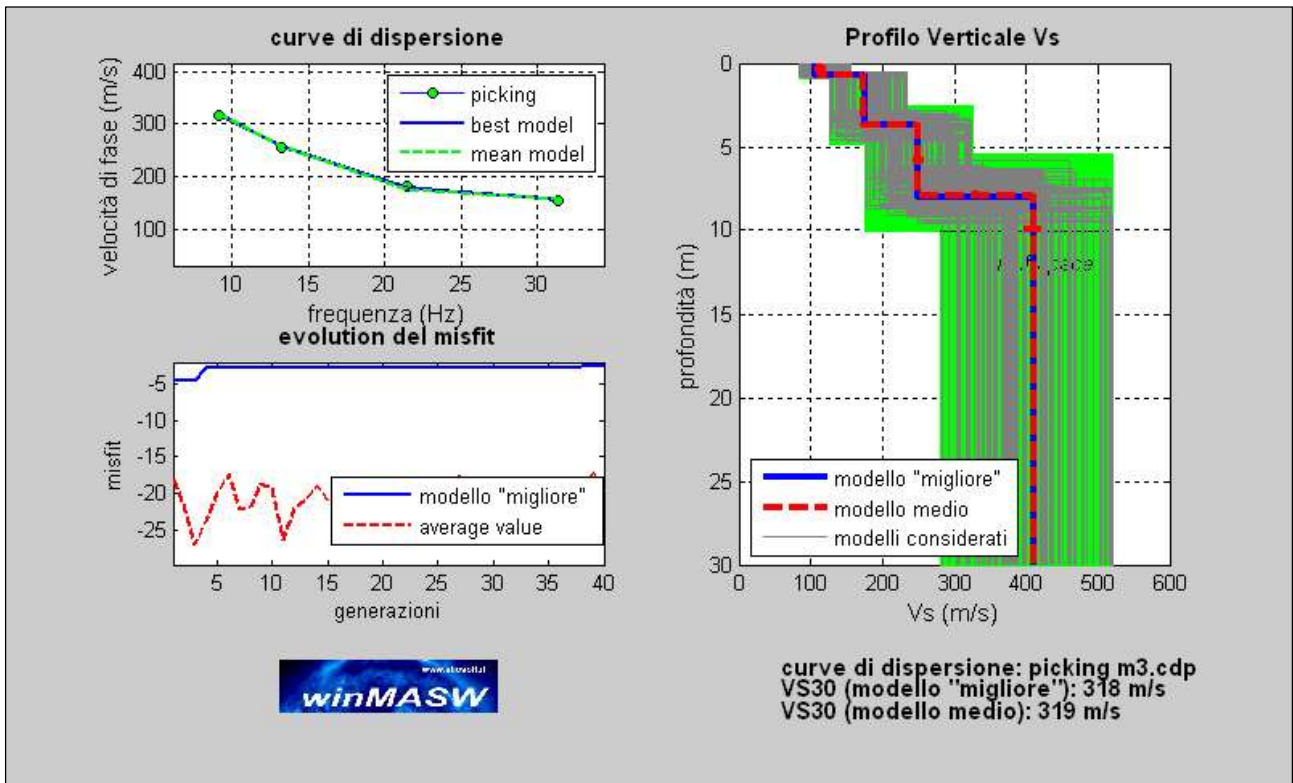 curve di dispersione
velocità di fase (m/s)
400
300
200
100
picking
best model
mean model
10
15
20
25
30
frequenza (Hz)
evolution del misfit
misfit
-5
-10
-15
-20
-25
modello "migliore"
average value
5
10
15
20
25
30
35
40
generazioni
winMASW
Profilo Verticale Vs
profondità (m)
0
5
10
15
20
25
30
modello "migliore"
modello medio
modelli considerati
0
100
200
300
400
500
600
Vs (m/s)
curve di dispersione: picking m3.cdp
VS30 (modello "migliore"): 318 m/s
VS30 (modello medio): 319 m/s